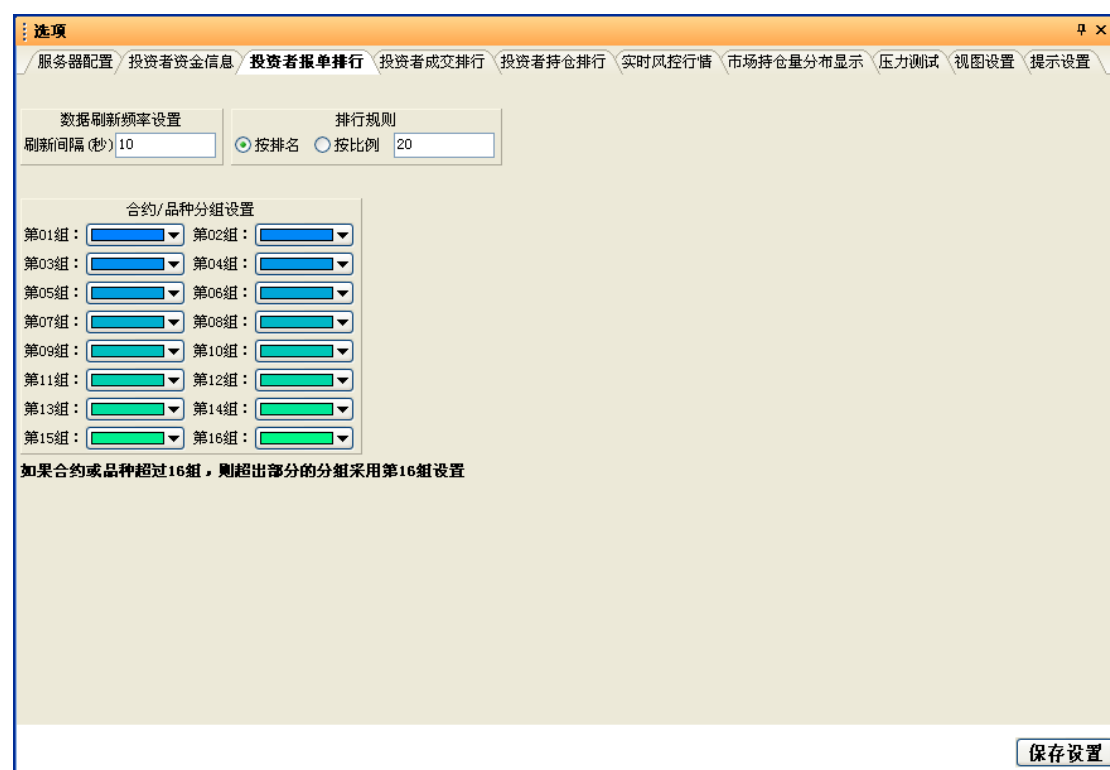 选项
服务器配置 投资者资金信息 投资者报单排行 投资者成交排行 投资者持仓排行 实时风控行情 市场持仓量分布显示 压力测试 视图设置 提示设置
数据刷新频率设置 排行规则
刷新间隔(秒) 10 按排名 按比例 20
合约/品种分组设置
第01组： 第02组：
第03组： 第04组：
第05组： 第06组：
第07组： 第08组：
第09组： 第10组：
第11组： 第12组：
第13组： 第14组：
第15组： 第16组：
如果合约或品种超过16组，则超出部分的分组采用第16组设置
保存设置